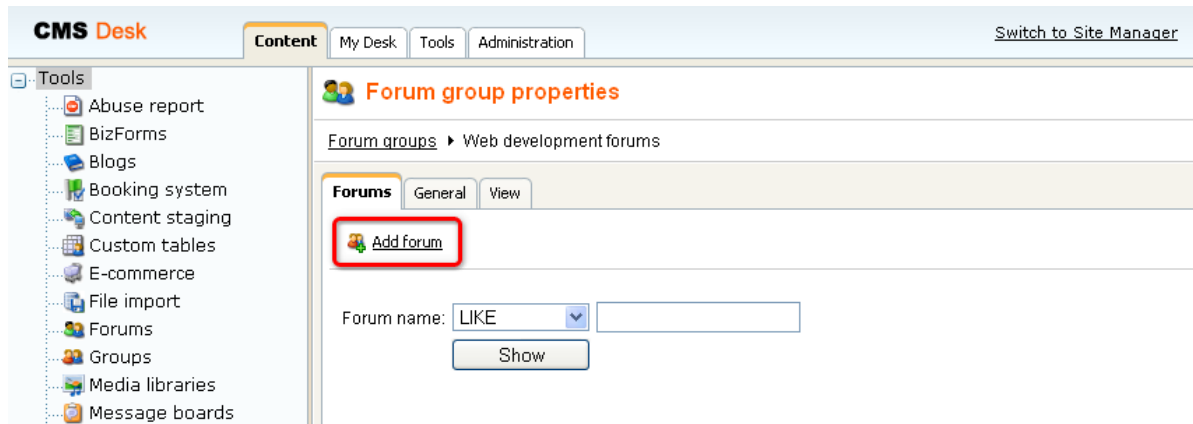 CMS Desk
Content My Desk Tools Administration
Switch to Site Manager
Tools
Abuse report
BizForms
Blogs
Booking system
Content staging
Custom tables
E-commerce
File import
Forums
Groups
Media libraries
Message boards
Forum group properties
Forum groups Web development forums
Forums General View
Add forum
Forum name: LIKE
Show